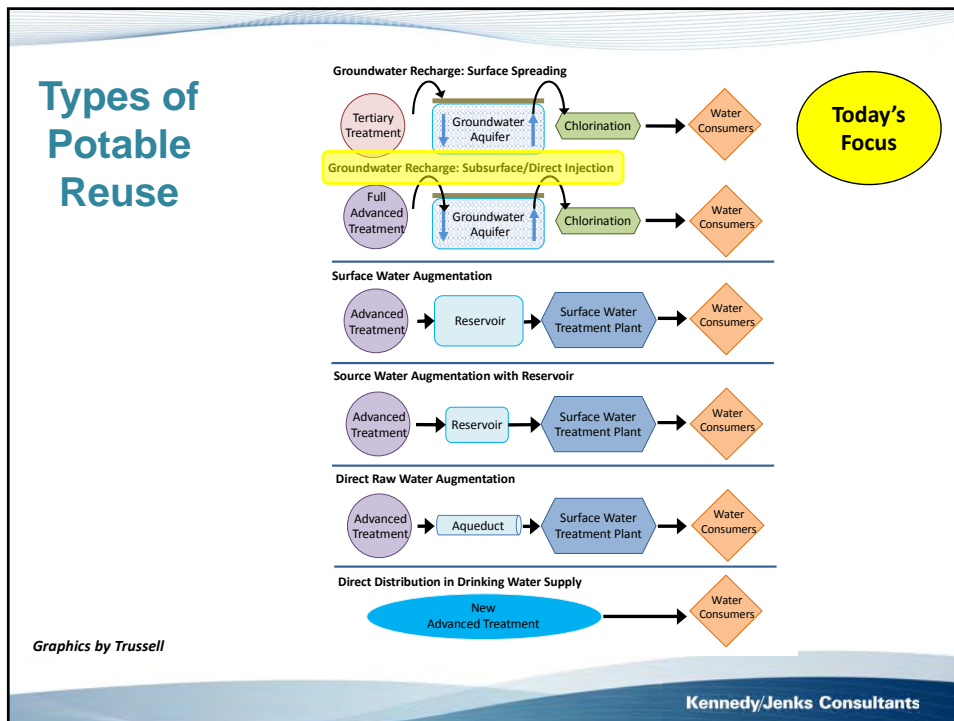 Types of
Potable
Reuse
Groundwater Recharge: Surface Spreading
Tertiary
Treatment
Groundwater
Aquifer
Chlorination
Water
Consumers
Today's
Focus
Groundwater Recharge: Subsurface/Direct Injection
Full
Advanced
Treatment
Groundwater
Aquifer
Chlorination
Water
Consumers
Surface Water Augmentation
Advanced
Treatment
Reservoir
Surface Water
Treatment Plant
Water
Consumers
Source Water Augmentation with Reservoir
Advanced
Treatment
Reservoir
Surface Water
Treatment Plant
Water
Consumers
Direct Raw Water Augmentation
Advanced
Treatment
Aqueduct
Surface Water
Treatment Plant
Water
Consumers
Direct Distribution in Drinking Water Supply
New
Advanced Treatment
Water
Consumers
Graphics by Trussell
Kennedy/Jenks Consultants